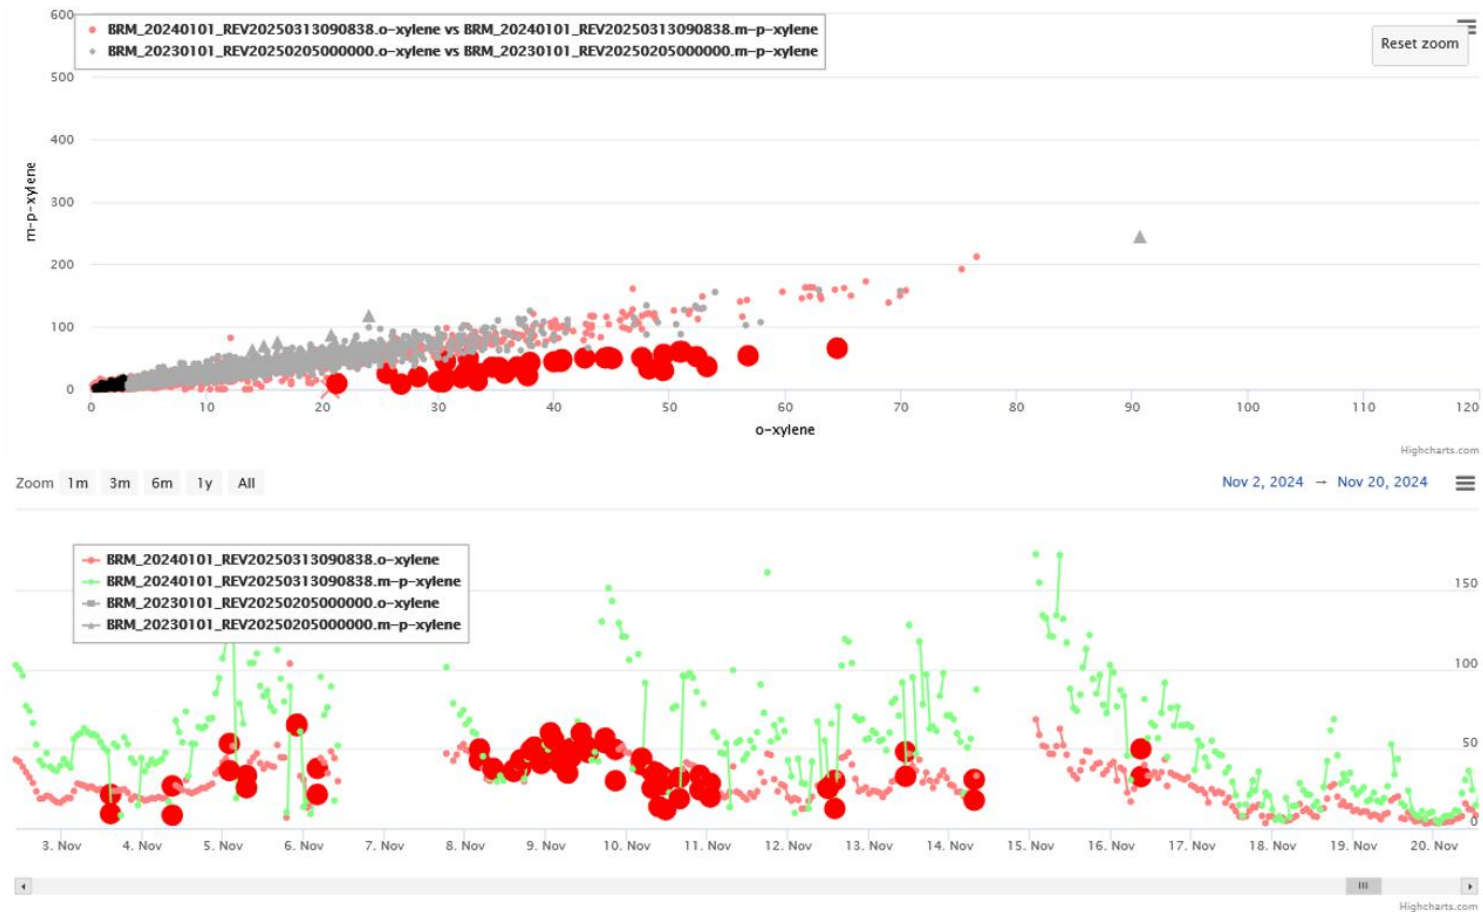 600
BRM_20240101_REV20250313090838.o-xylene vs BRM_20240101_REV20250313090838.m-p-xylene
BRM_20230101_REV20250205000000.o-xylene vs BRM_20230101_REV20250205000000.m-p-xylene
Reset zoom
500
400
300
200
100
0
m-p-xylene
0 10 20 30 40 50 60 70 80 90 100 110 120
o-xylene
Highcharts.com
Zoom 1m 3m 6m 1y All
Nov 2, 2024 → Nov 20, 2024
BRM_20240101_REV20250313090838.o-xylene
BRM_20240101_REV20250313090838.m-p-xylene
BRM_20230101_REV20250205000000.o-xylene
BRM_20230101_REV20250205000000.m-p-xylene
150
100
50
0
3. Nov 4. Nov 5. Nov 6. Nov 7. Nov 8. Nov 9. Nov 10. Nov 11. Nov 12. Nov 13. Nov 14. Nov 15. Nov 16. Nov 17. Nov 18. Nov 19. Nov 20. Nov
Highcharts.com